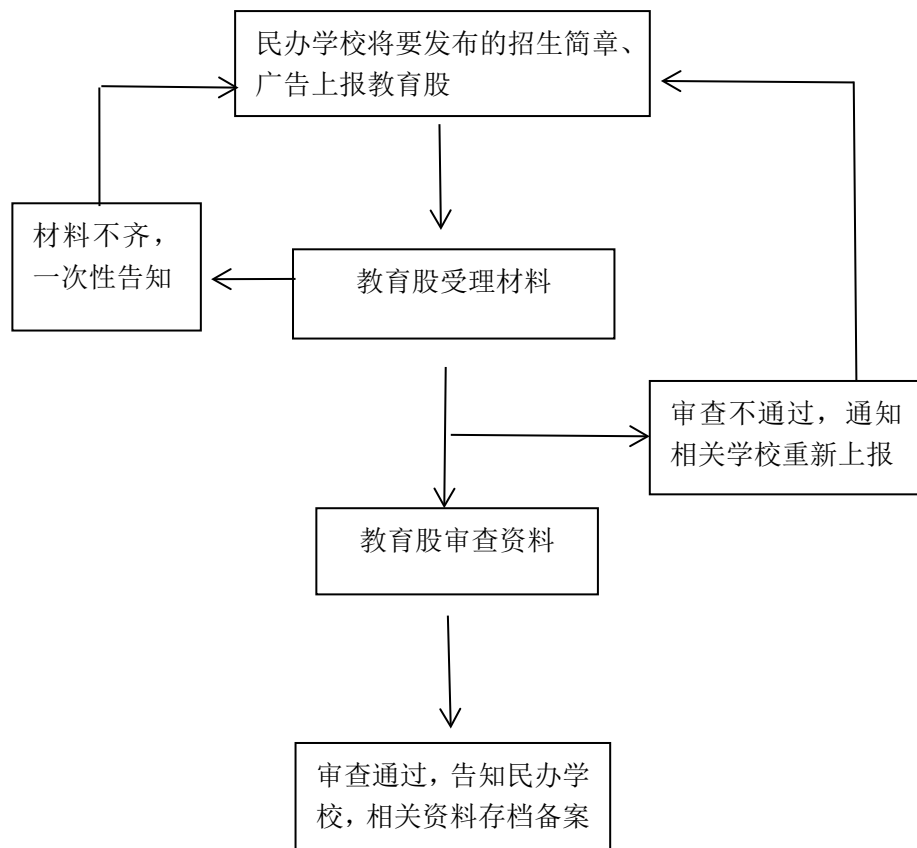 民办学校将要发布的招生简章、
广告上报教育股
材料不齐，
一次性告知
教育股受理材料
审查不通过，通知
相关学校重新上报
教育股审查资料
审查通过，告知民办学
校，相关资料存档备案